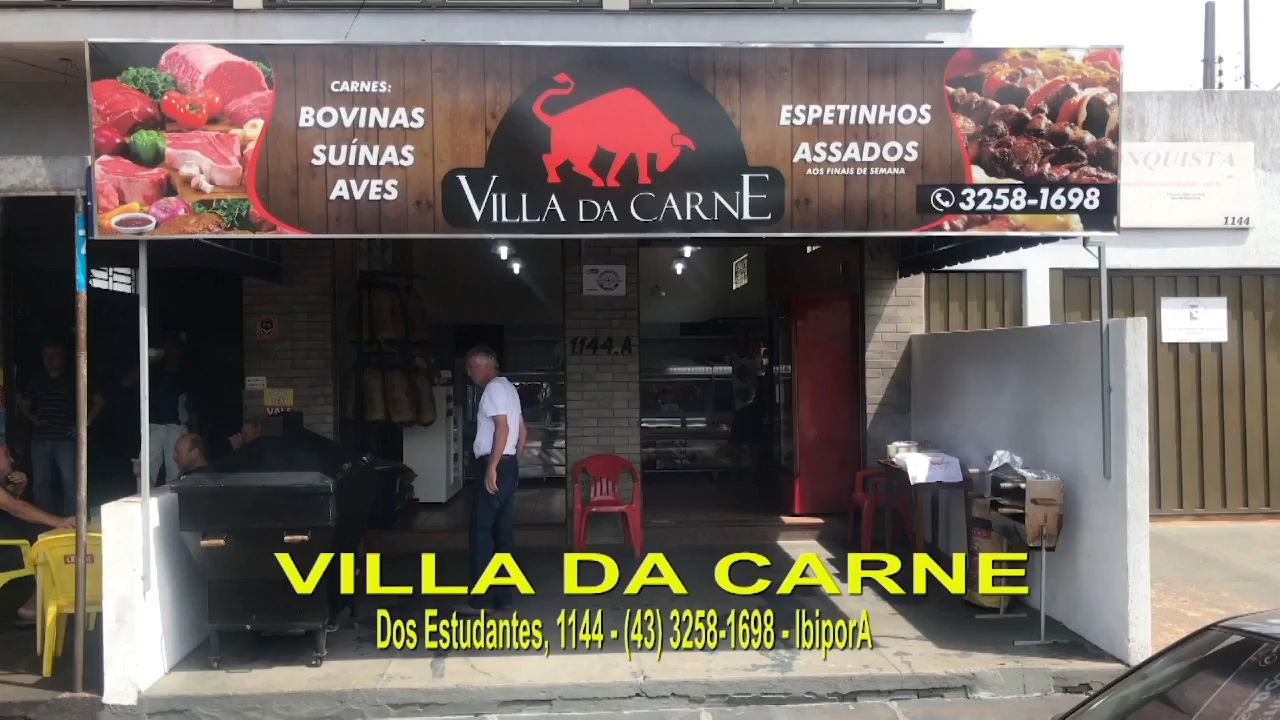 CARNES:
BOVINAS
SUÍNAS
AVES
VILLA DA CARNE
ESPETINHOS
ASSADOS
AOS FINAIS DE SEMANA
3258-1698
ONQUISTA
1144
1144.A
VILLA DA CARNE
Dos Estudantes, 1144 - (43) 3258-1698 - IbiporA